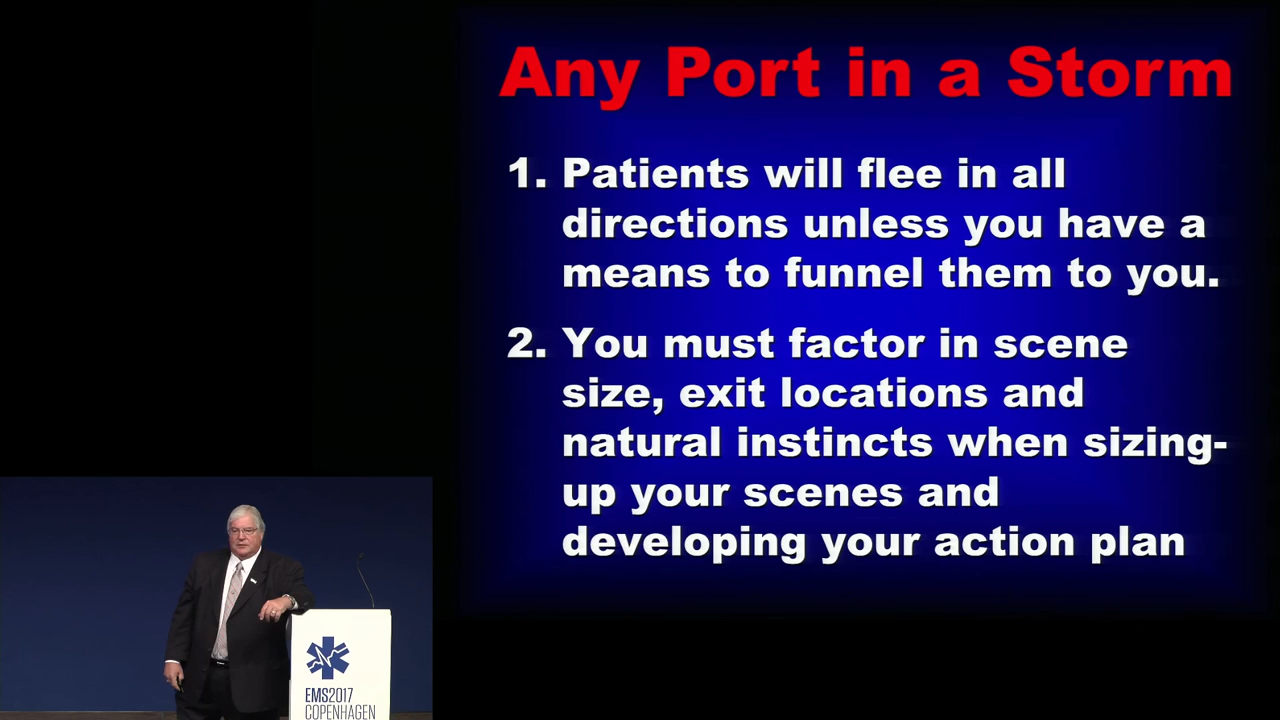 Any Port in a Storm
1. Patients will flee in all
directions unless you have a
means to funnel them to you.
2. You must factor in scene
size, exit locations and
natural instincts when sizing-
up your scenes and
developing your action plan
EMS2017
COPENHAGEN